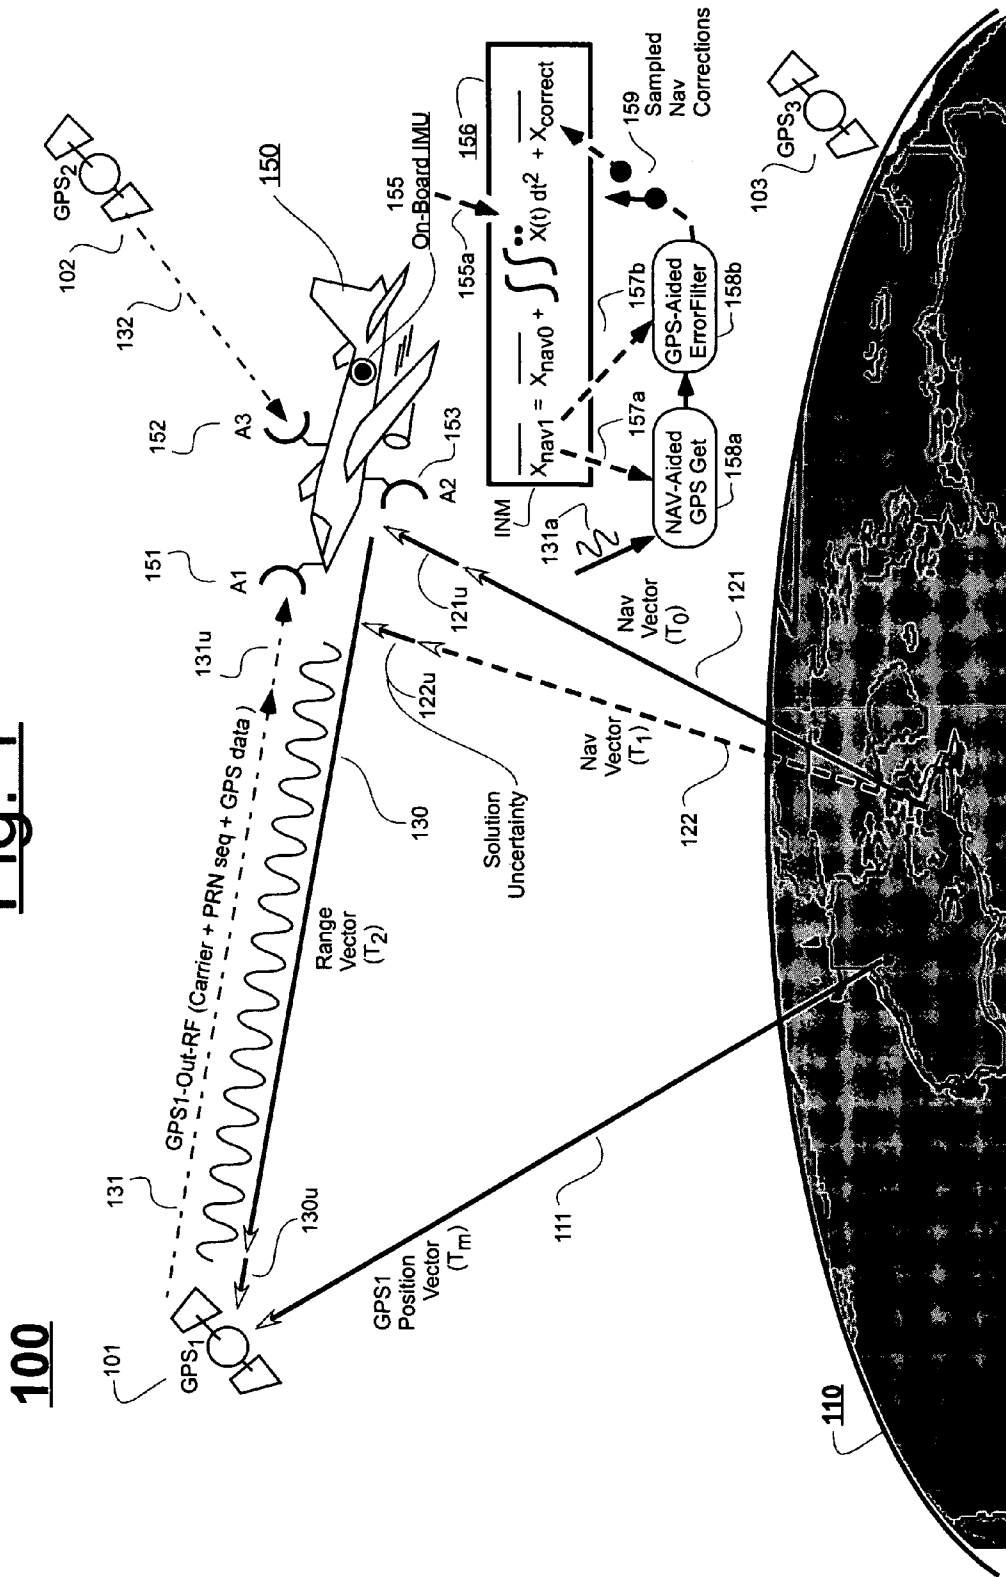 Fig. 1
100
101
GPS1
131
GPS1-Out-RF (Carrier + PRN seq + GPS data )
131u
151
A1
152
A3
132
102
GPS2
150
130u
Range
Vector
(T2)
130
Solution
Uncertainty
122u
121u
A2
153
155
On-Board IMU
155a
156
INM
Xnav1 = Xnav0 + ∫∫ Ẍ(t) dt2 + Xcorrect
131a
157a
157b
NAV-Aided
GPS Get
158a
GPS-Aided
ErrorFilter
158b
159
Sampled
Nav
Corrections
GPS1
Position
Vector
(Tm)
111
Nav
Vector
(T1)
122
Nav
Vector
(T0)
121
103
GPS3
110